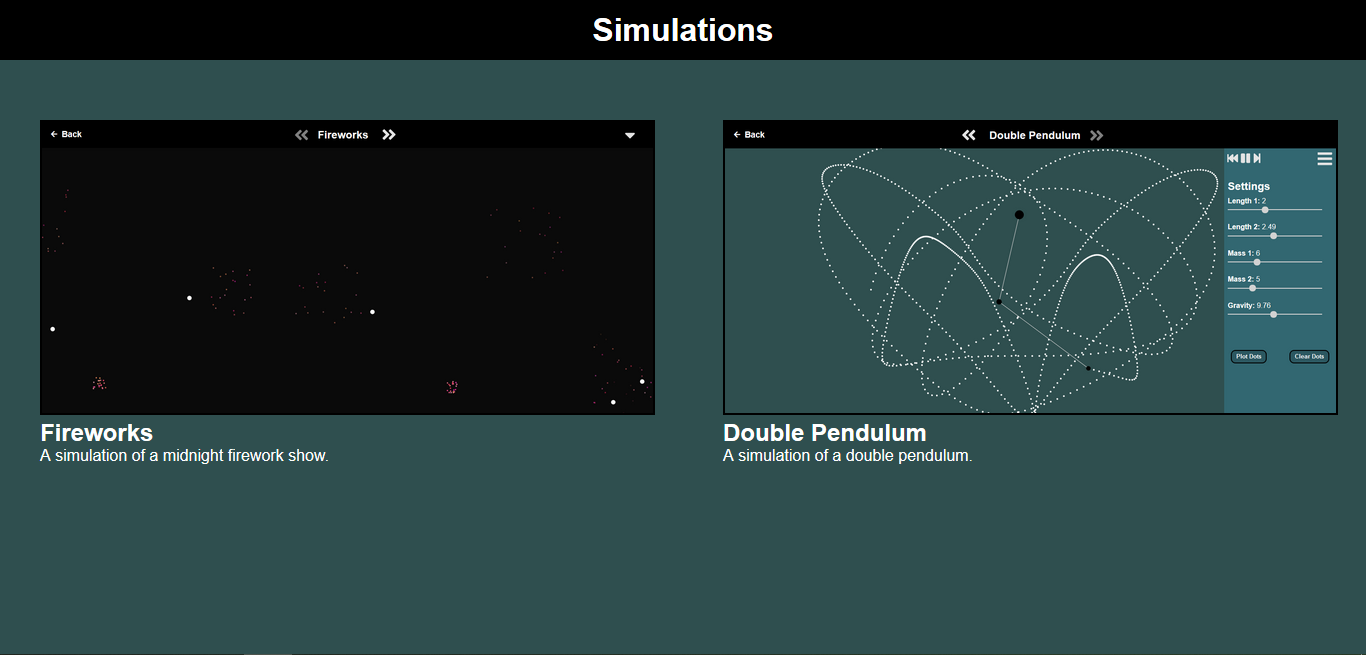 Simulations
Back
Fireworks
Fireworks
A simulation of a midnight firework show.
Back
Double Pendulum
Settings
Length 1: 2
Length 2: 2.49
Mass 1: 6
Mass 2: 5
Gravity: 9.76
Plot Dots
Clear Dots
Double Pendulum
A simulation of a double pendulum.